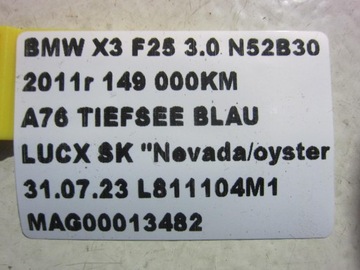 BMW X3 F25 3.0 N52B30
2011r 149 000KM
A76 TIEFSEE BLAU
LUCX SK "Nevada/oyster
31.07.23 L811104M1
MAG00013482